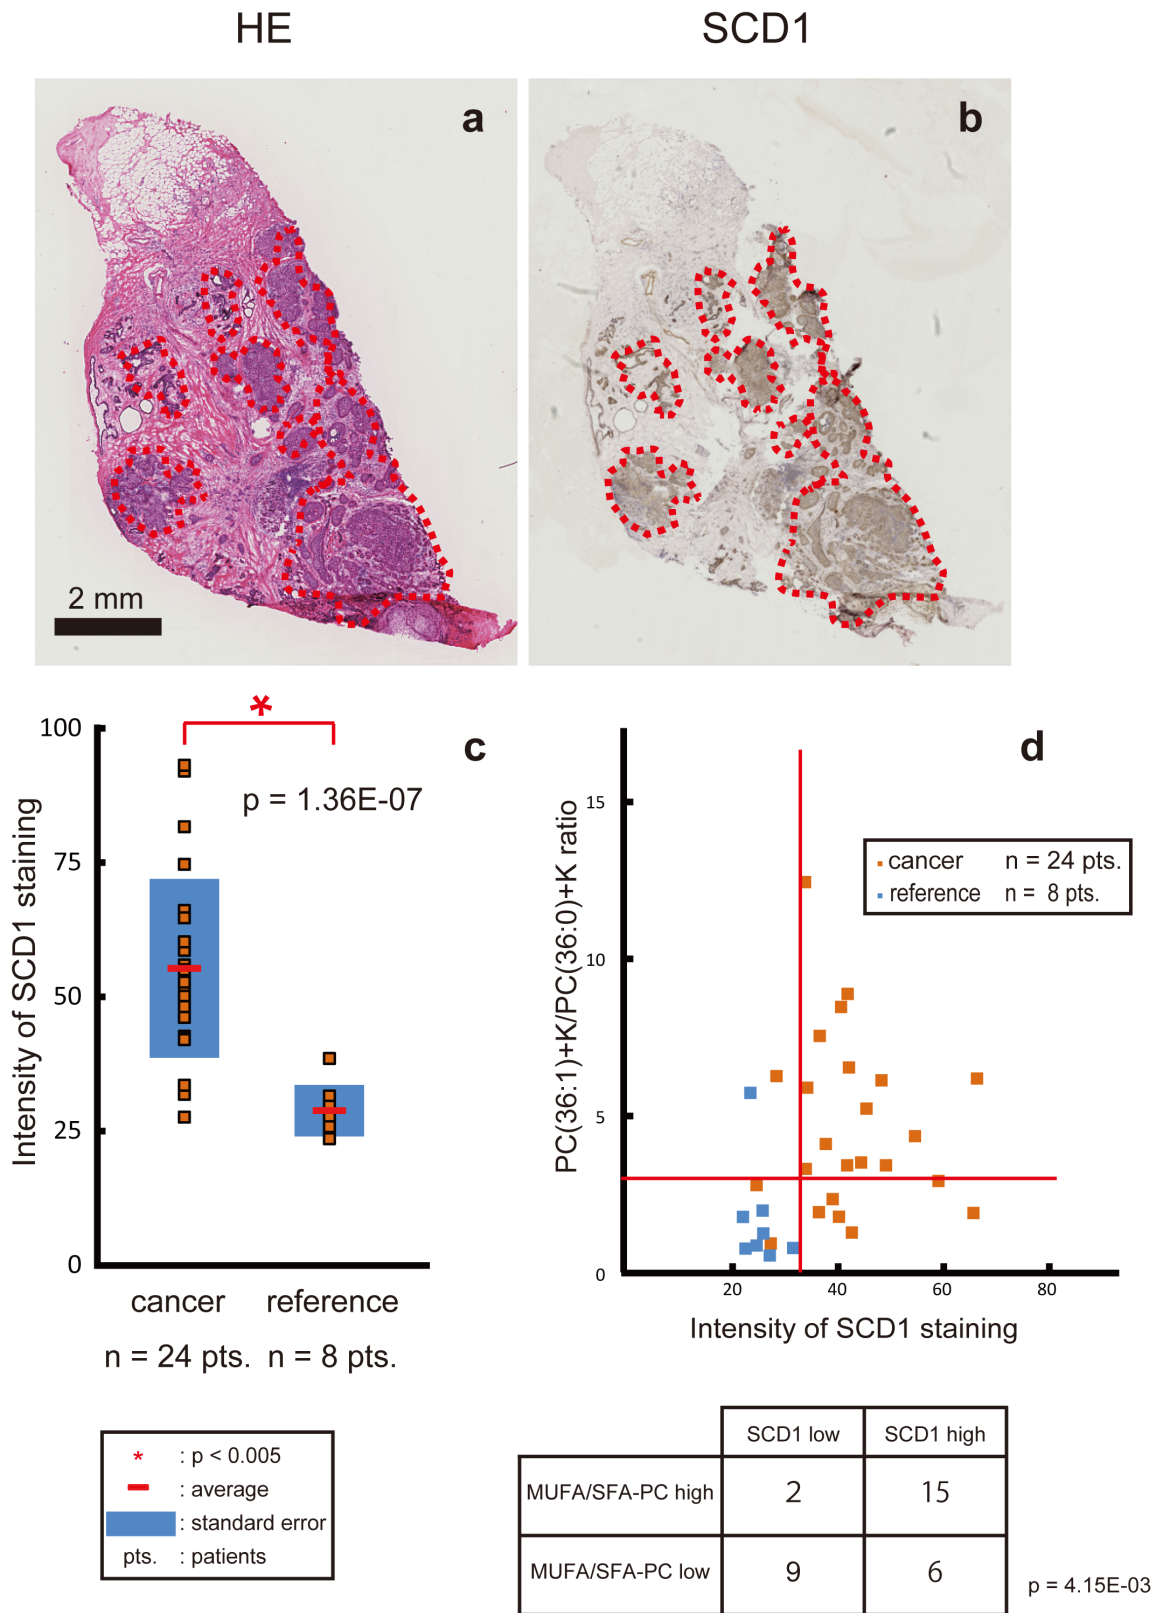 HE
SCD1
a
b
2 mm
c
Intensity of SCD1 staining
100
75
50
25
0
*
p = 1.36E-07
cancer
reference
n = 24 pts.
n = 8 pts.
* : p < 0.005
: average
: standard error
pts. : patients
d
PC(36:1)+K/PC(36:0)+K ratio
15
10
5
0
20
40
60
80
Intensity of SCD1 staining
cancer n = 24 pts.
reference n = 8 pts.
SCD1 low SCD1 high
MUFA/SFA-PC high 2 15
MUFA/SFA-PC low 9 6
p = 4.15E-03